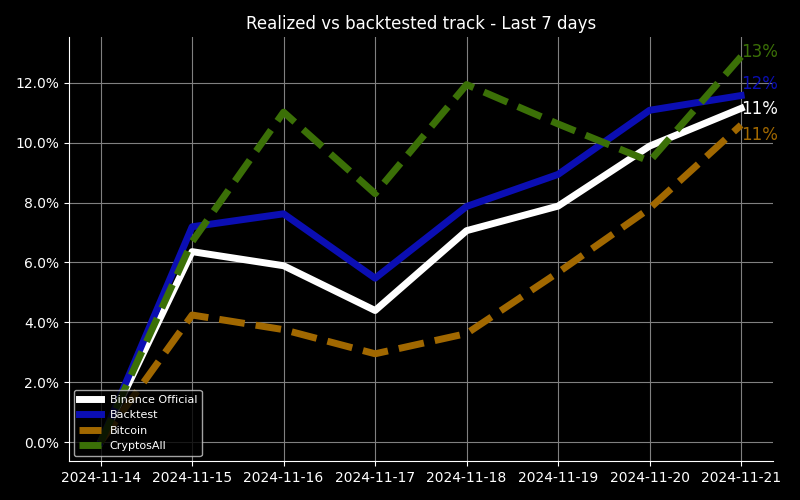 Realized vs backtested track - Last 7 days
13%
12%
11%
11%
12.0%
10.0%
8.0%
6.0%
4.0%
2.0%
0.0%
Binance Official
Backtest
Bitcoin
CryptosAll
2024-11-14 2024-11-15 2024-11-16 2024-11-17 2024-11-18 2024-11-19 2024-11-20 2024-11-21